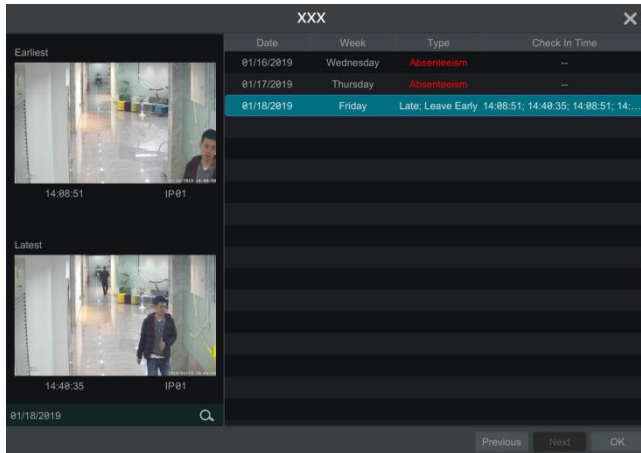 XXX
Earliest
14:08:51 IP01
Latest
14:40:35 IP01
01/18/2019
Date Week Type Check In Time
01/16/2019 Wednesday Absenteeism --
01/17/2019 Thursday Absenteeism --
01/18/2019 Friday Late; Leave Early 14:08:51; 14:40:35; 14:08:51; 14:...
Previous Next OK